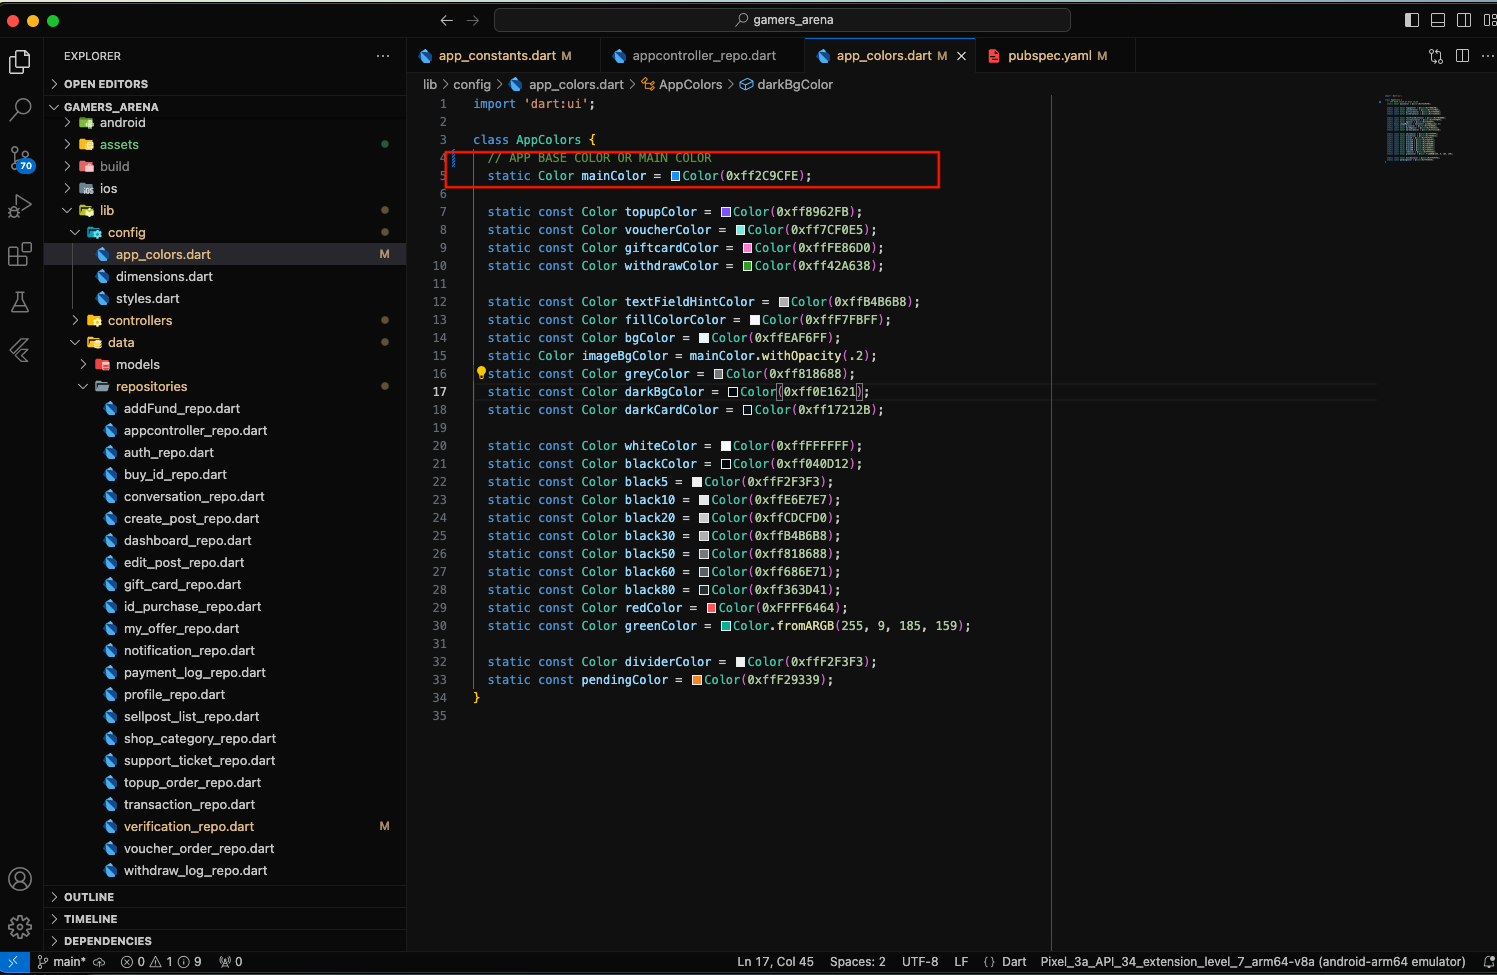 gamers_arena
EXPLORER
OPEN EDITORS
GAMERS_ARENA
android
assets
build
ios
lib
config
app_colors.dart M
dimensions.dart
styles.dart
controllers
data
models
repositories
addFund_repo.dart
appcontroller_repo.dart
auth_repo.dart
buy_id_repo.dart
conversation_repo.dart
create_post_repo.dart
dashboard_repo.dart
edit_post_repo.dart
gift_card_repo.dart
id_purchase_repo.dart
my_offer_repo.dart
notification_repo.dart
payment_log_repo.dart
profile_repo.dart
sellpost_list_repo.dart
shop_category_repo.dart
support_ticket_repo.dart
topup_order_repo.dart
transaction_repo.dart
verification_repo.dart M
voucher_order_repo.dart
withdraw_log_repo.dart
OUTLINE
TIMELINE
DEPENDENCIES
70
app_constants.dart M
appcontroller_repo.dart
app_colors.dart M
pubspec.yaml M
lib > config > app_colors.dart > AppColors > darkBgColor
1 import 'dart:ui';
2
3 class AppColors {
4 // APP BASE COLOR OR MAIN COLOR
5 static Color mainColor = Color(0xff2C9CFE);
6
7 static const Color topupColor = Color(0xff8962FB);
8 static const Color voucherColor = Color(0xff7CF0E5);
9 static const Color giftcardColor = Color(0xffFE86D0);
10 static const Color withdrawColor = Color(0xff42A638);
11
12 static const Color textFieldHintColor = Color(0xffB4B6B8);
13 static const Color fillColorColor = Color(0xffF7FBFF);
14 static const Color bgColor = Color(0xffEAF6FF);
15 static Color imageBgColor = mainColor.withOpacity(.2);
16 static const Color greyColor = Color(0xff818688);
17 static const Color darkBgColor = Color(0xff0E1621);
18 static const Color darkCardColor = Color(0xff17212B);
19
20 static const Color whiteColor = Color(0xffFFFFFF);
21 static const Color blackColor = Color(0xff040D12);
22 static const Color black5 = Color(0xffF2F3F3);
23 static const Color black10 = Color(0xffE6E7E7);
24 static const Color black20 = Color(0xffCDCFD0);
25 static const Color black30 = Color(0xffB4B6B8);
26 static const Color black50 = Color(0xff818688);
27 static const Color black60 = Color(0xff686E71);
28 static const Color black80 = Color(0xff363D41);
29 static const Color redColor = Color(0xFFFF6464);
30 static const Color greenColor = Color.fromARGB(255, 9, 185, 159);
31
32 static const Color dividerColor = Color(0xffF2F3F3);
33 static const pendingColor = Color(0xffF29339);
34 }
35
main* 0 1 9 0
Ln 17, Col 45 Spaces: 2 UTF-8 LF {} Dart Pixel_3a_API_34_extension_level_7_arm64-v8a (android-arm64 emulator)